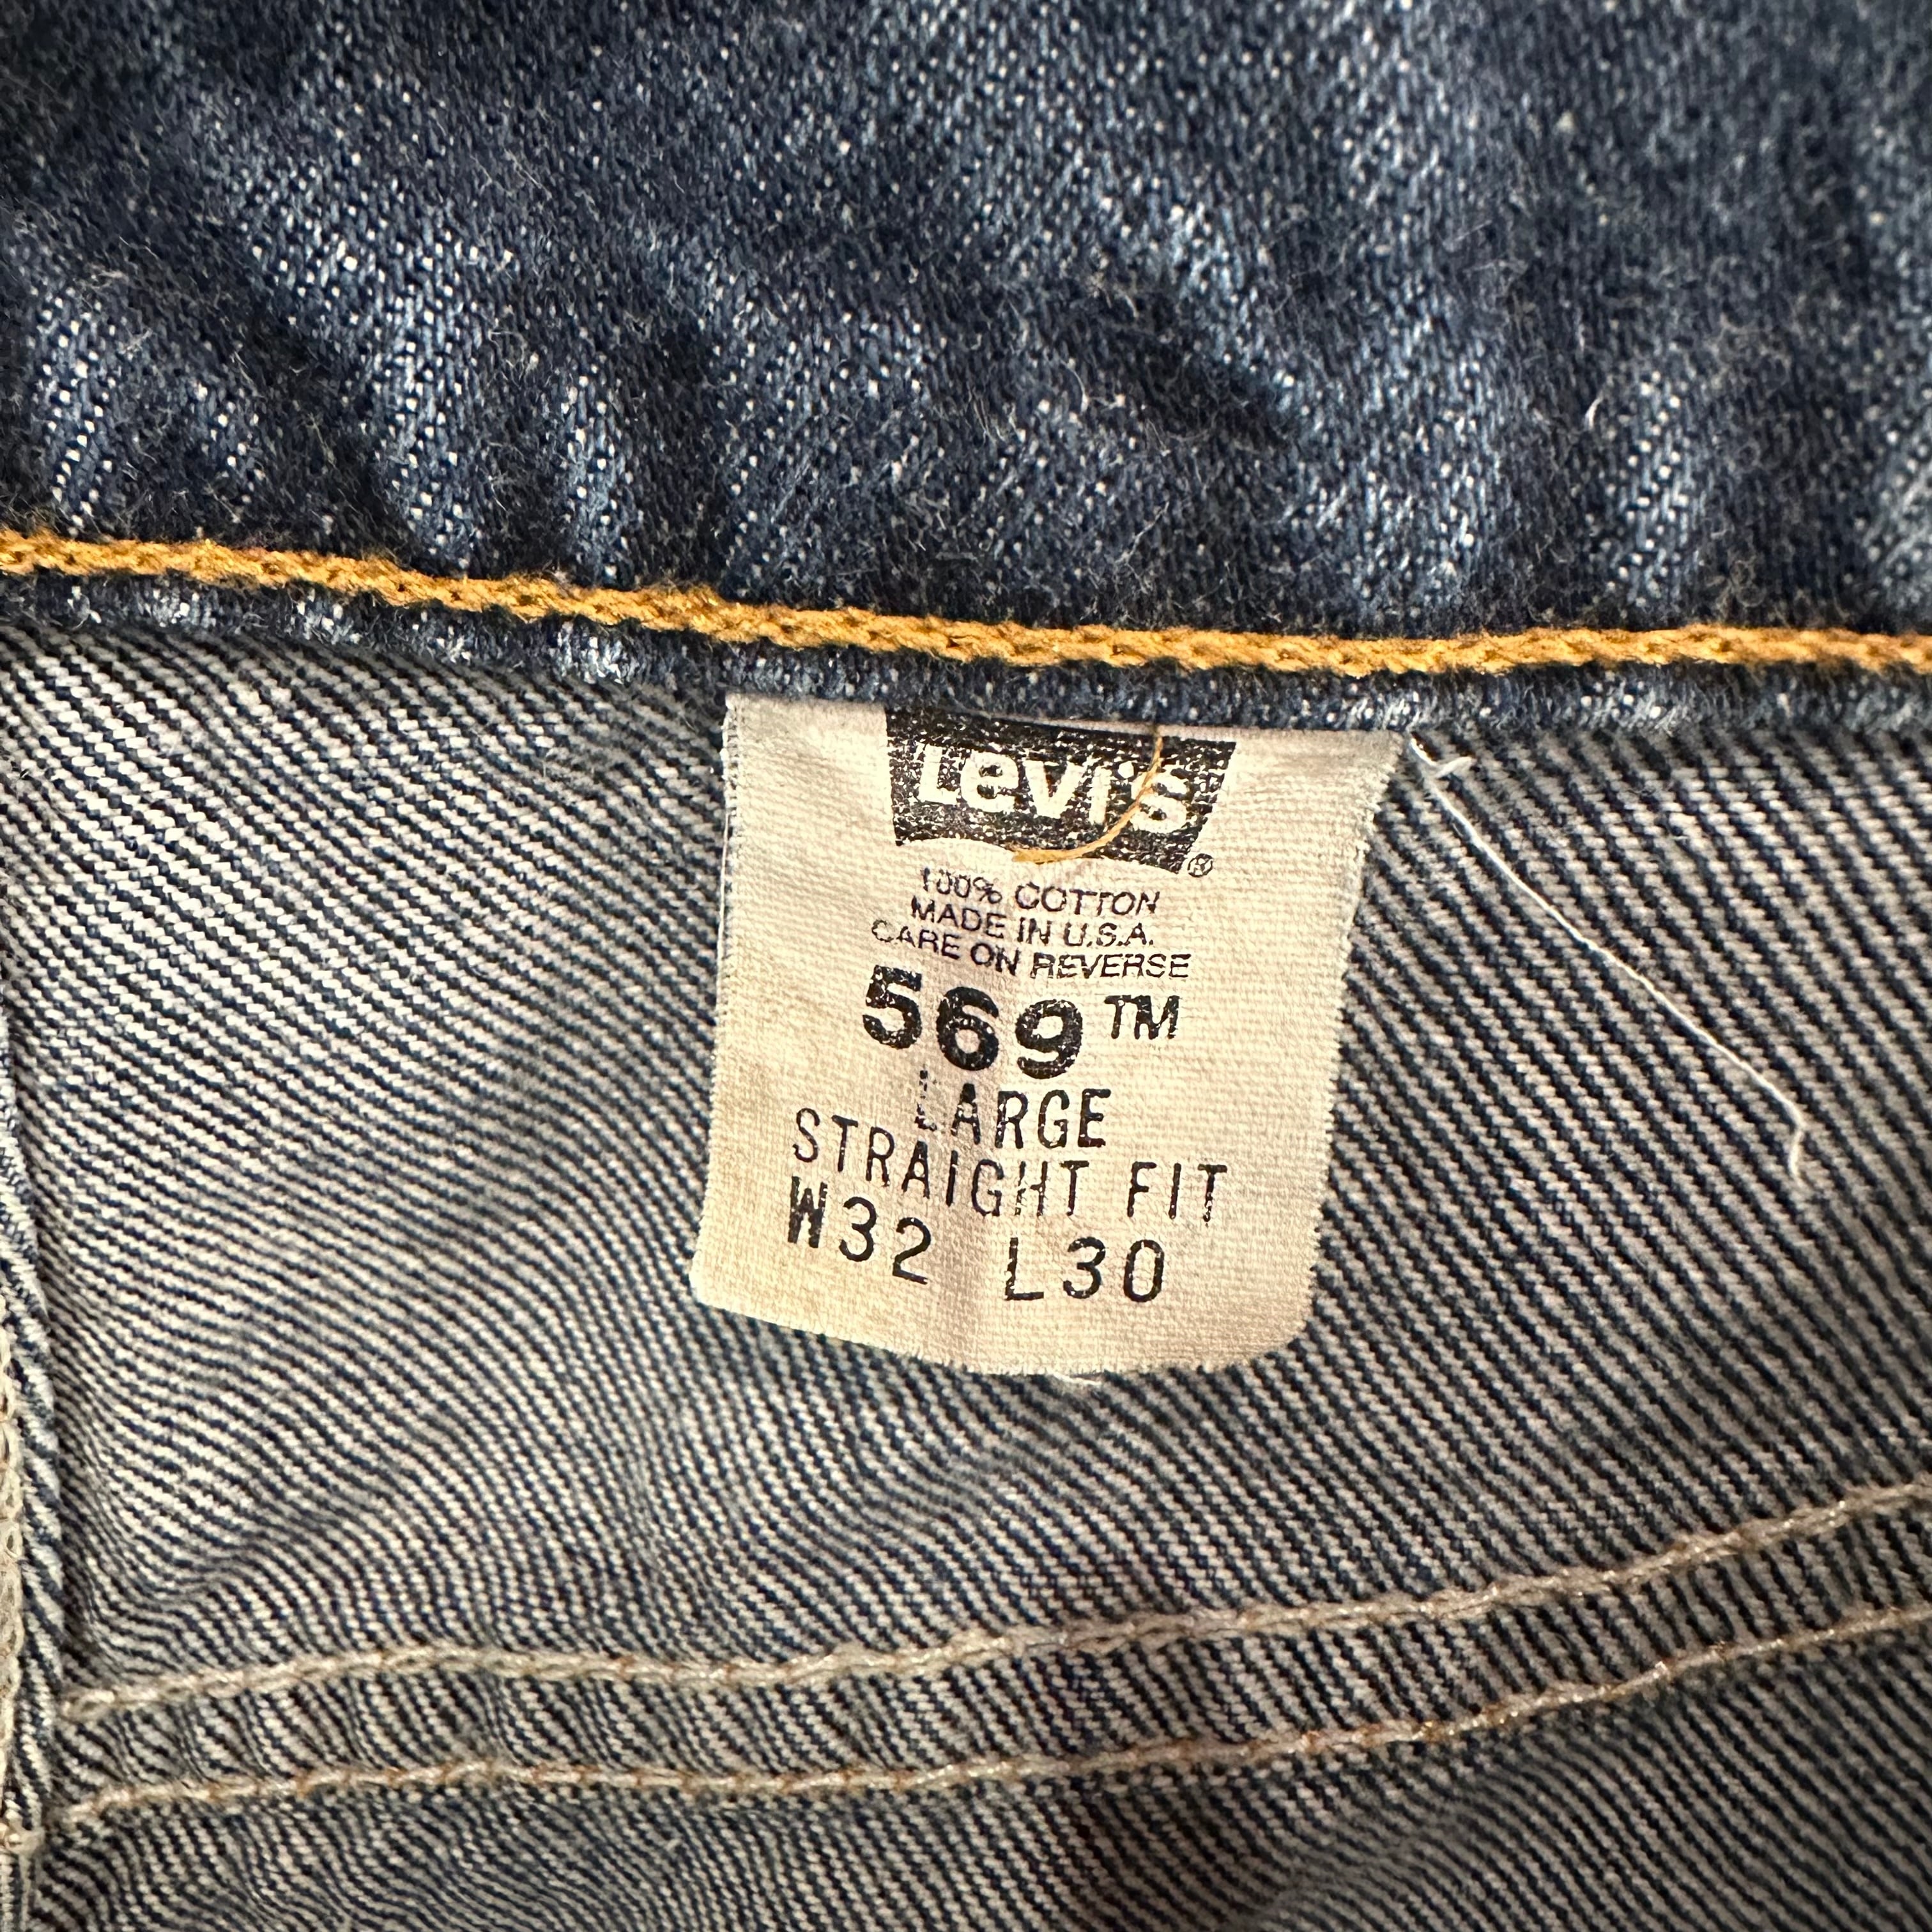 Levi's®
100% COTTON
MADE IN U.S.A.
CARE ON REVERSE
569™
LARGE
STRAIGHT FIT
W32 L30